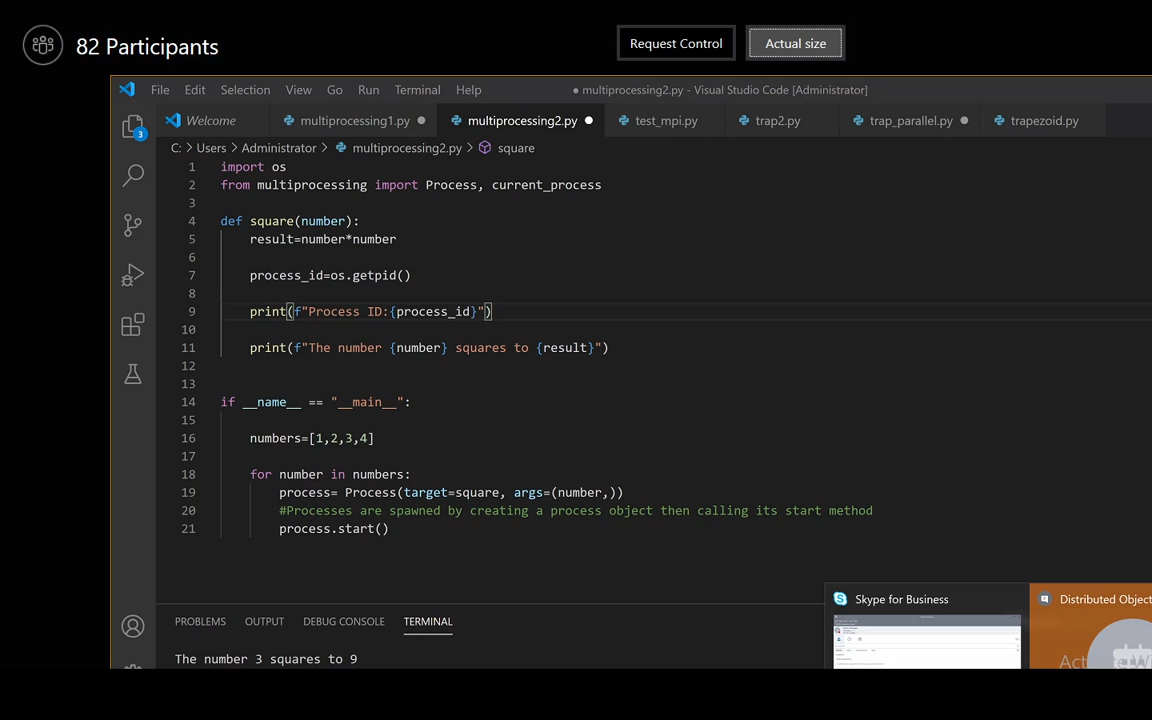 82 Participants
Request Control
Actual size
File Edit Selection View Go Run Terminal Help
● multiprocessing2.py - Visual Studio Code [Administrator]
Welcome
multiprocessing1.py
multiprocessing2.py
test_mpi.py
trap2.py
trap_parallel.py
trapezoid.py
3
C: > Users > Administrator > multiprocessing2.py > square
1 import os
2 from multiprocessing import Process, current_process
3
4 def square(number):
5 result=number*number
6
7 process_id=os.getpid()
8
9 print(f"Process ID:{process_id}")
10
11 print(f"The number {number} squares to {result}")
12
13
14 if __name__ == "__main__":
15
16 numbers=[1,2,3,4]
17
18 for number in numbers:
19 process= Process(target=square, args=(number,))
20 #Processes are spawned by creating a process object then calling its start method
21 process.start()
PROBLEMS OUTPUT DEBUG CONSOLE TERMINAL
The number 3 squares to 9
Skype for Business
Distributed Object